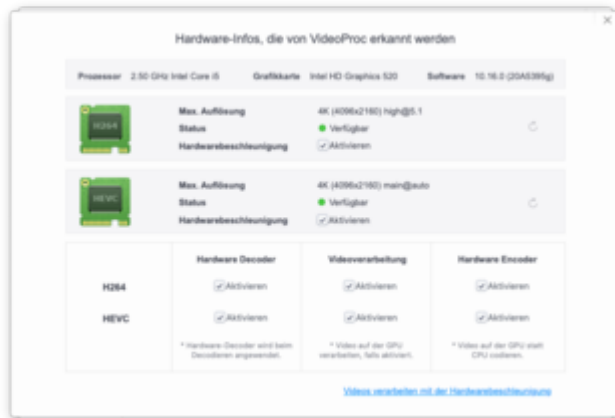 Hardware-Infos, die von VideoProc erkannt werden
Prozessor 2.50 GHz Intel Core i5 Grafikkarte Intel HD Graphics 520 Software 10.16.0 (20A5395g)
H264
Max. Auflösung 4K (4096x2160) high@5.1
Status Verfügbar
Hardwarebeschleunigung Aktivieren
HEVC
Max. Auflösung 4K (4096x2160) main@auto
Status Verfügbar
Hardwarebeschleunigung Aktivieren
Hardware Decoder Videoverarbeitung Hardware Encoder
H264 Aktivieren Aktivieren Aktivieren
HEVC Aktivieren Aktivieren Aktivieren
* Hardware-Decoder wird beim * Video auf der GPU * Video auf der GPU statt
Decodieren angewendet. verarbeiten, falls aktiviert. CPU codieren.
Videos verarbeiten mit der Hardwarebeschleunigung